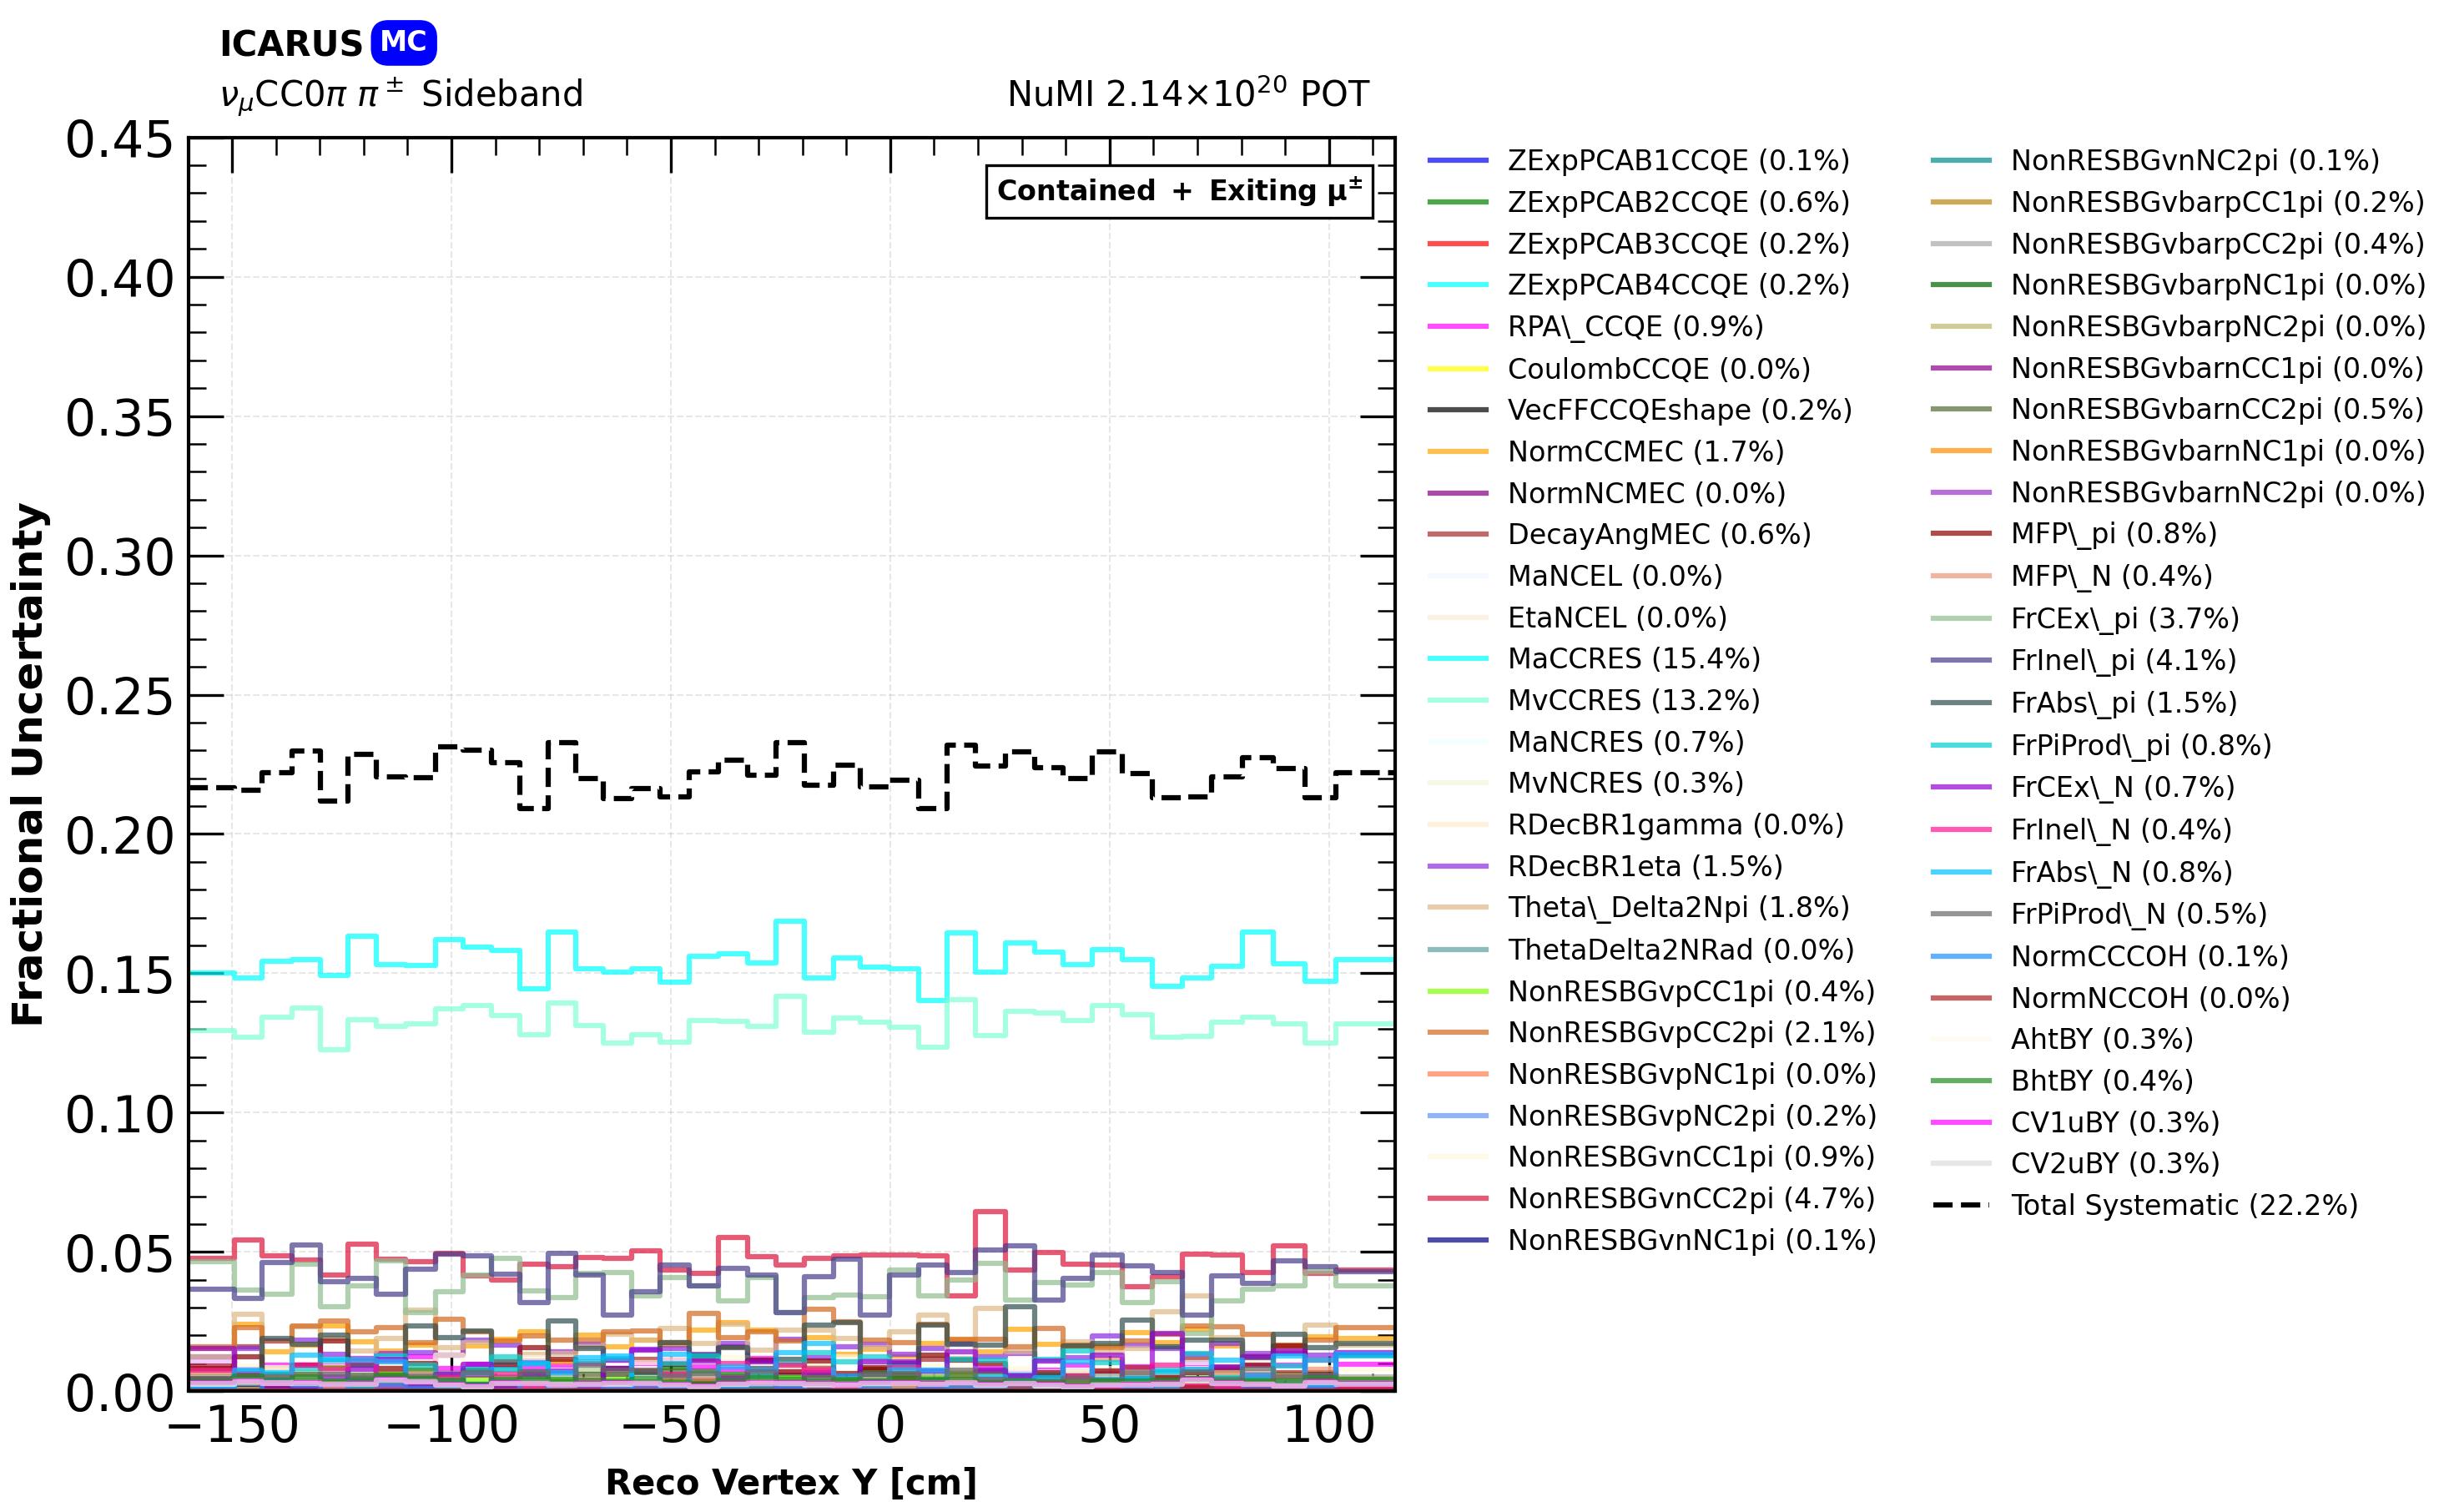 ICARUS MC
νμCC0π π± Sideband
NuMI 2.14×10²⁰ POT
Contained + Exiting μ±
0.45
0.40
0.35
0.30
0.25
0.20
0.15
0.10
0.05
0.00
Fractional Uncertainty
−150 −100 −50 0 50 100
Reco Vertex Y [cm]
ZExpPCAB1CCQE (0.1%)
ZExpPCAB2CCQE (0.6%)
ZExpPCAB3CCQE (0.2%)
ZExpPCAB4CCQE (0.2%)
RPA\_CCQE (0.9%)
CoulombCCQE (0.0%)
VecFFCCQEshape (0.2%)
NormCCMEC (1.7%)
NormNCMEC (0.0%)
DecayAngMEC (0.6%)
MaNCEL (0.0%)
EtaNCEL (0.0%)
MaCCRES (15.4%)
MvCCRES (13.2%)
MaNCRES (0.7%)
MvNCRES (0.3%)
RDecBR1gamma (0.0%)
RDecBR1eta (1.5%)
Theta\_Delta2Npi (1.8%)
ThetaDelta2NRad (0.0%)
NonRESBGvpCC1pi (0.4%)
NonRESBGvpCC2pi (2.1%)
NonRESBGvpNC1pi (0.0%)
NonRESBGvpNC2pi (0.2%)
NonRESBGvnCC1pi (0.9%)
NonRESBGvnCC2pi (4.7%)
NonRESBGvnNC1pi (0.1%)
NonRESBGvnNC2pi (0.1%)
NonRESBGvbarpCC1pi (0.2%)
NonRESBGvbarpCC2pi (0.4%)
NonRESBGvbarpNC1pi (0.0%)
NonRESBGvbarpNC2pi (0.0%)
NonRESBGvbarnCC1pi (0.0%)
NonRESBGvbarnCC2pi (0.5%)
NonRESBGvbarnNC1pi (0.0%)
NonRESBGvbarnNC2pi (0.0%)
MFP\_pi (0.8%)
MFP\_N (0.4%)
FrCEx\_pi (3.7%)
FrInel\_pi (4.1%)
FrAbs\_pi (1.5%)
FrPiProd\_pi (0.8%)
FrCEx\_N (0.7%)
FrInel\_N (0.4%)
FrAbs\_N (0.8%)
FrPiProd\_N (0.5%)
NormCCCOH (0.1%)
NormNCCOH (0.0%)
AhtBY (0.3%)
BhtBY (0.4%)
CV1uBY (0.3%)
CV2uBY (0.3%)
Total Systematic (22.2%)